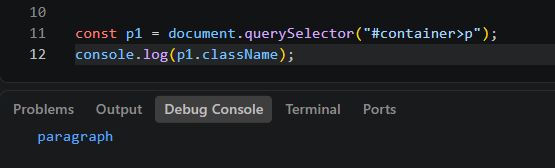 10
11 const p1 = document.querySelector("#container>p");
12 console.log(p1.className);
Problems Output Debug Console Terminal Ports
paragraph